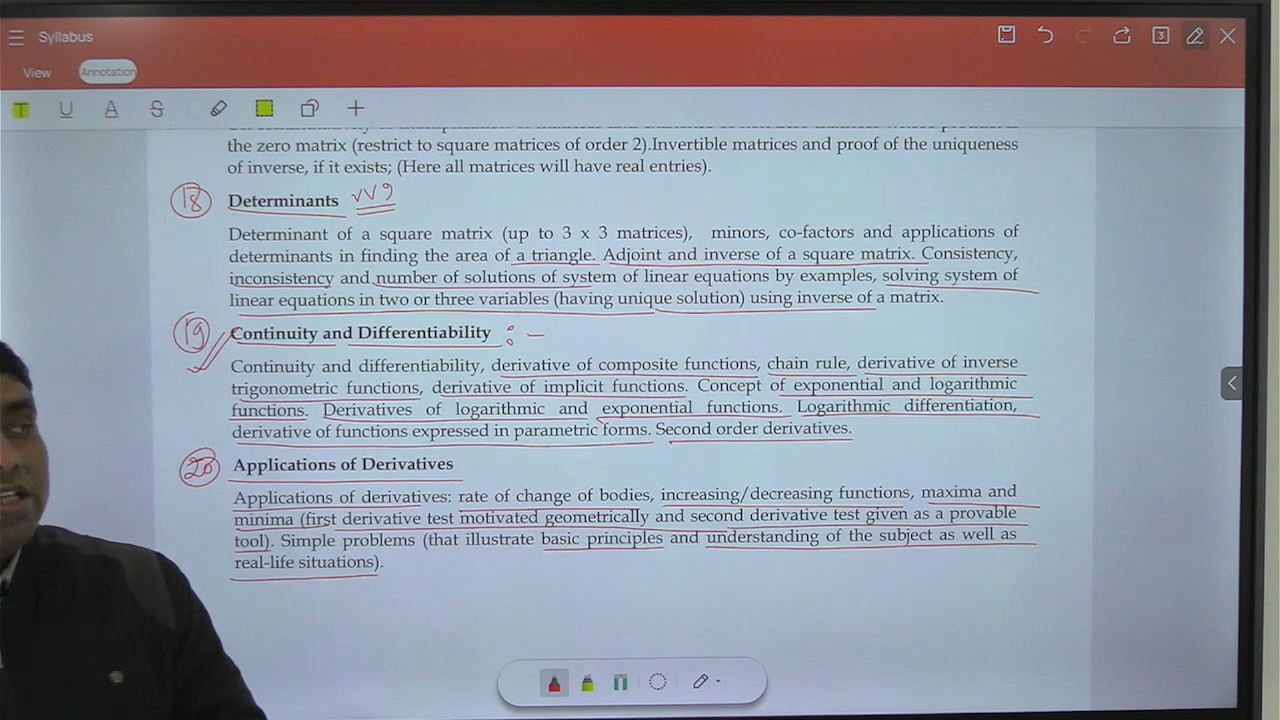 Syllabus
View Annotation
T U A S
the zero matrix (restrict to square matrices of order 2).Invertible matrices and proof of the uniqueness
of inverse, if it exists; (Here all matrices will have real entries).
18 Determinants
Determinant of a square matrix (up to 3 x 3 matrices), minors, co-factors and applications of
determinants in finding the area of a triangle. Adjoint and inverse of a square matrix. Consistency,
inconsistency and number of solutions of system of linear equations by examples, solving system of
linear equations in two or three variables (having unique solution) using inverse of a matrix.
19 Continuity and Differentiability :-
Continuity and differentiability, derivative of composite functions, chain rule, derivative of inverse
trigonometric functions, derivative of implicit functions. Concept of exponential and logarithmic
functions. Derivatives of logarithmic and exponential functions. Logarithmic differentiation,
derivative of functions expressed in parametric forms. Second order derivatives.
20 Applications of Derivatives
Applications of derivatives: rate of change of bodies, increasing/decreasing functions, maxima and
minima (first derivative test motivated geometrically and second derivative test given as a provable
tool). Simple problems (that illustrate basic principles and understanding of the subject as well as
real-life situations).